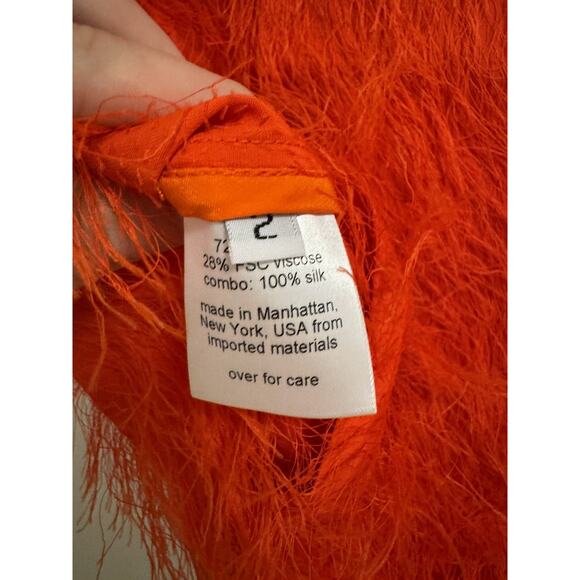 2
72
28% FSC viscose
combo: 100% silk
made in Manhattan,
New York, USA from
imported materials
over for care